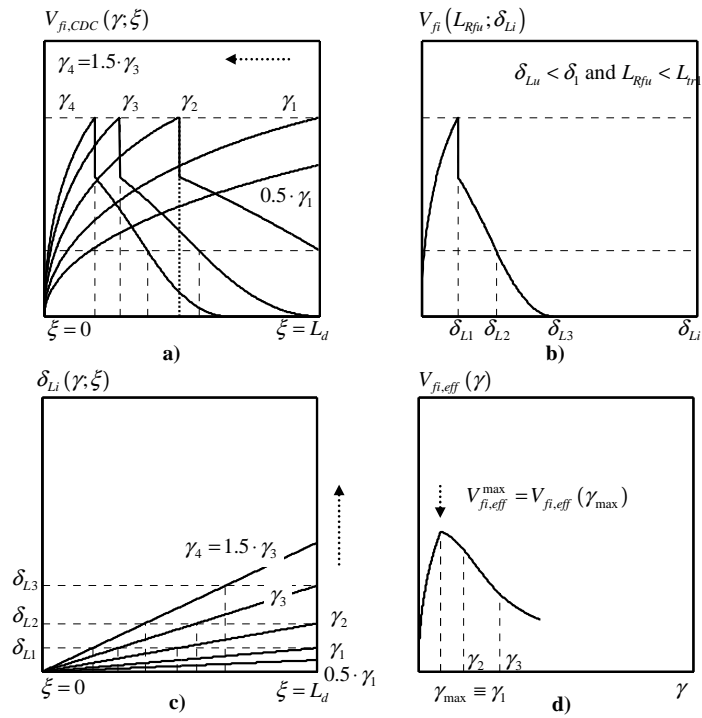 V_{fi,CDC}(γ;ξ)
γ_4 = 1.5·γ_3
γ_4 γ_3 γ_2 γ_1
0.5·γ_1
ξ = 0 ξ = L_d
a)
V_{fi}(L_{Rfu};δ_{Li})
δ_{Lu} < δ_1 and L_{Rfu} < L_{tr1}
δ_{L1} δ_{L2} δ_{L3} δ_{Li}
b)
δ_{Li}(γ;ξ)
γ_4 = 1.5·γ_3
δ_{L3}
γ_3
δ_{L2} γ_2
δ_{L1} γ_1
0.5·γ_1
ξ = 0 ξ = L_d
c)
V_{fi,eff}(γ)
V_{fi,eff}^{max} = V_{fi,eff}(γ_{max})
γ_2 γ_3
γ_{max} ≡ γ_1 γ
d)